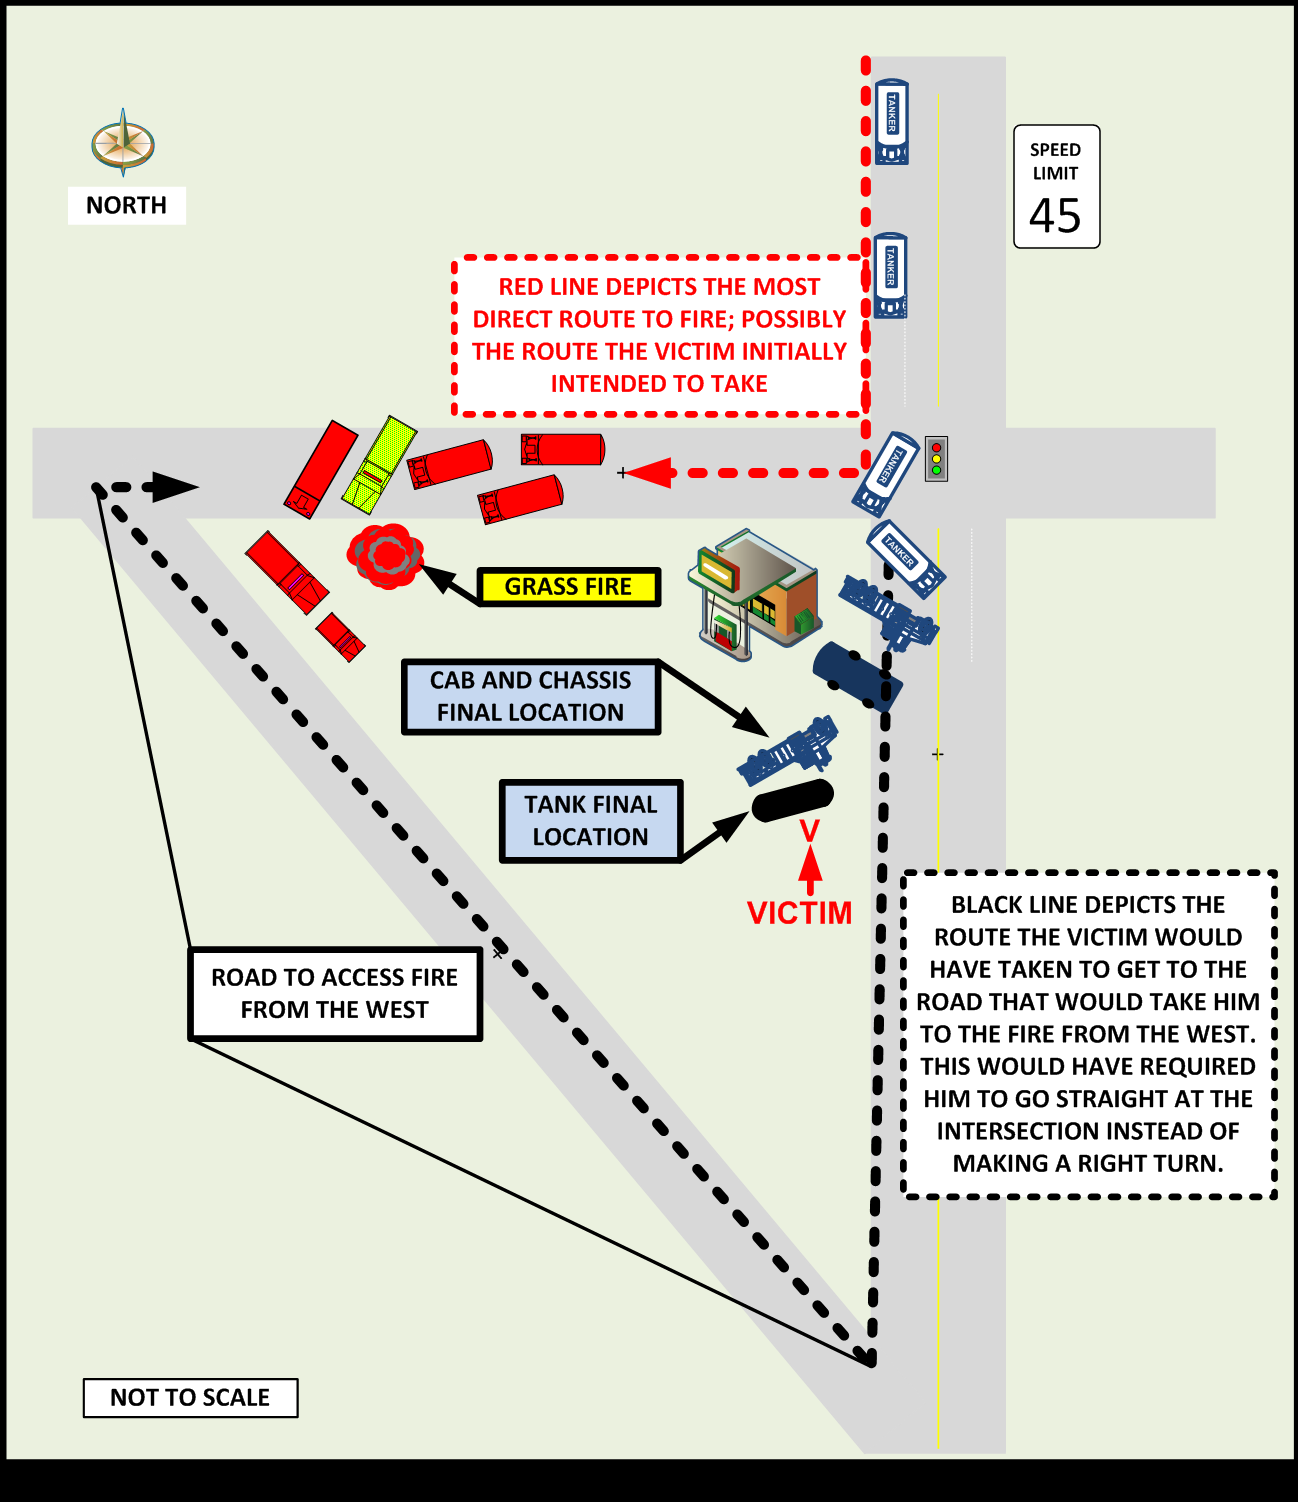 NORTH
SPEED
LIMIT
45
TANKER
TANKER
RED LINE DEPICTS THE MOST
DIRECT ROUTE TO FIRE; POSSIBLY
THE ROUTE THE VICTIM INITIALLY
INTENDED TO TAKE
TANKER
TANKER
GRASS FIRE
CAB AND CHASSIS
FINAL LOCATION
TANK FINAL
LOCATION
V
VICTIM
BLACK LINE DEPICTS THE
ROUTE THE VICTIM WOULD
HAVE TAKEN TO GET TO THE
ROAD THAT WOULD TAKE HIM
TO THE FIRE FROM THE WEST.
THIS WOULD HAVE REQUIRED
HIM TO GO STRAIGHT AT THE
INTERSECTION INSTEAD OF
MAKING A RIGHT TURN.
ROAD TO ACCESS FIRE
FROM THE WEST
NOT TO SCALE